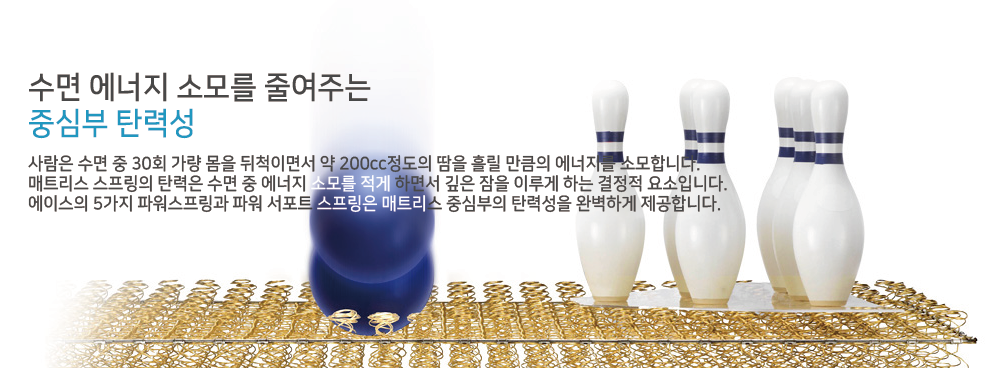 수면 에너지 소모를 줄여주는
중심부 탄력성
사람은 수면 중 30회 가량 몸을 뒤척이면서 약 200cc정도의 땀을 흘릴 만큼의 에너지를 소모합니다.
매트리스 스프링의 탄력은 수면 중 에너지 소모를 적게 하면서 깊은 잠을 이루게 하는 결정적 요소입니다.
에이스의 5가지 파워스프링과 파워 서포트 스프링은 매트리스 중심부의 탄력성을 완벽하게 제공합니다.